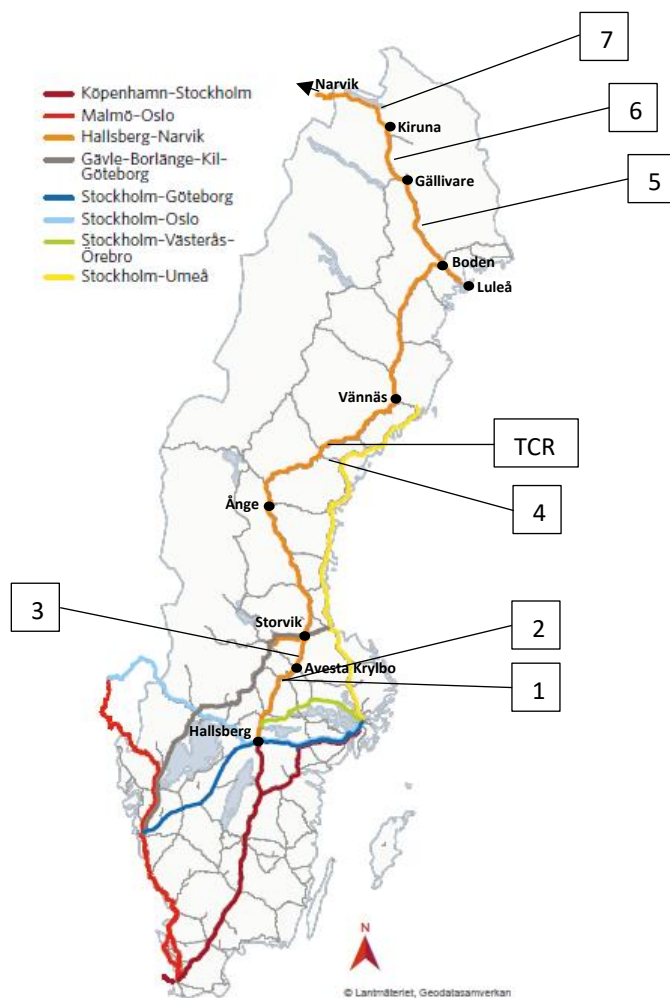 7
Narvik
Köpenhamn–Stockholm
Malmö–Oslo
Hallsberg–Narvik
Gävle–Borlänge–Kil–
Göteborg
Stockholm–Göteborg
Stockholm–Oslo
Stockholm–Västerås–
Örebro
Stockholm–Umeå
6
Kiruna
Gällivare
5
Boden
Luleå
Vännäs
TCR
Ånge
4
3
Storvik
2
Avesta Krylbo
1
Hallsberg
N
© Lantmäteriet, Geodatasamverkan